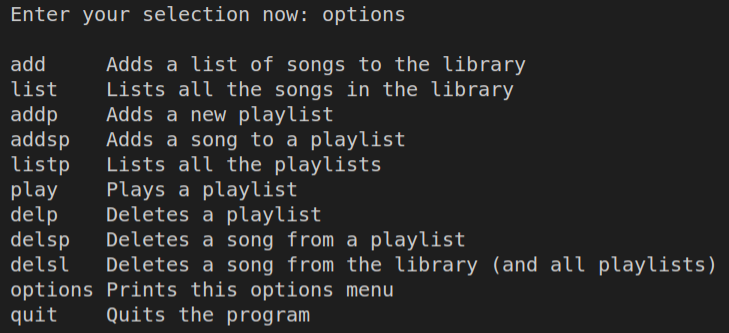 Enter your selection now: options
add     Adds a list of songs to the library
list    Lists all the songs in the library
addp    Adds a new playlist
addsp   Adds a song to a playlist
listp   Lists all the playlists
play    Plays a playlist
delp    Deletes a playlist
delsp   Deletes a song from a playlist
delsl   Deletes a song from the library (and all playlists)
options Prints this options menu
quit    Quits the program